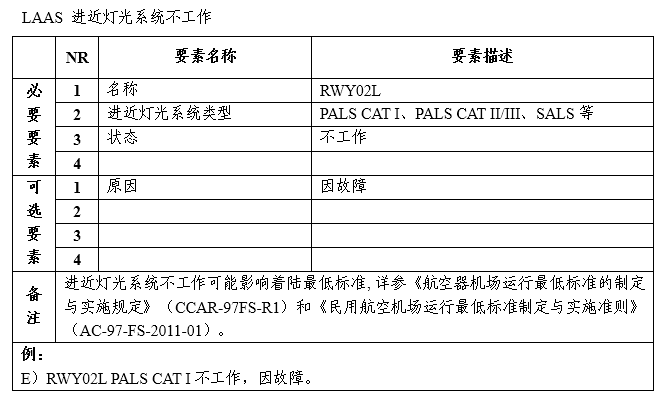 LAAS 进近灯光系统不工作
NR 要素名称 要素描述
必要要素
1 名称 RWY02L
2 进近灯光系统类型 PALS CAT I、PALS CAT II/III、SALS 等
3 状态 不工作
4
可选要素
1 原因 因故障
2
3
4
备注
进近灯光系统不工作可能影响着陆最低标准, 详参《航空器机场运行最低标准的制定
与实施规定》（CCAR-97FS-R1）和《民用航空机场运行最低标准制定与实施准则》
（AC-97-FS-2011-01）。
例：
E）RWY02L PALS CAT I 不工作，因故障。